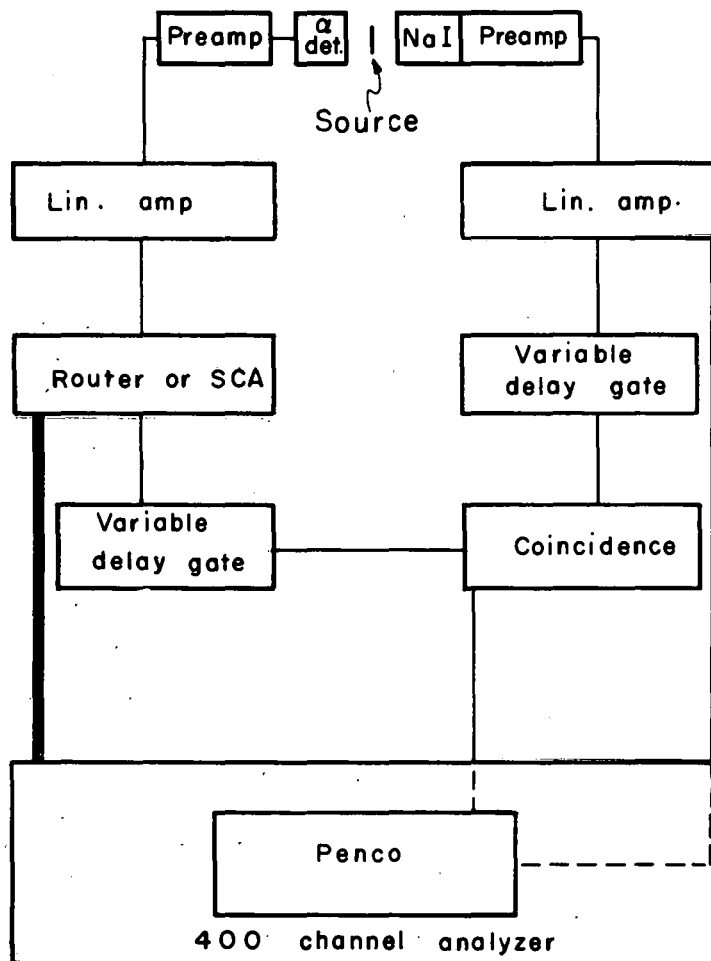 Preamp
α
det.
NaI
Preamp
Source
Lin. amp
Lin. amp.
Router or SCA
Variable
delay gate
Variable
delay gate
Coincidence
Penco
400 channel analyzer